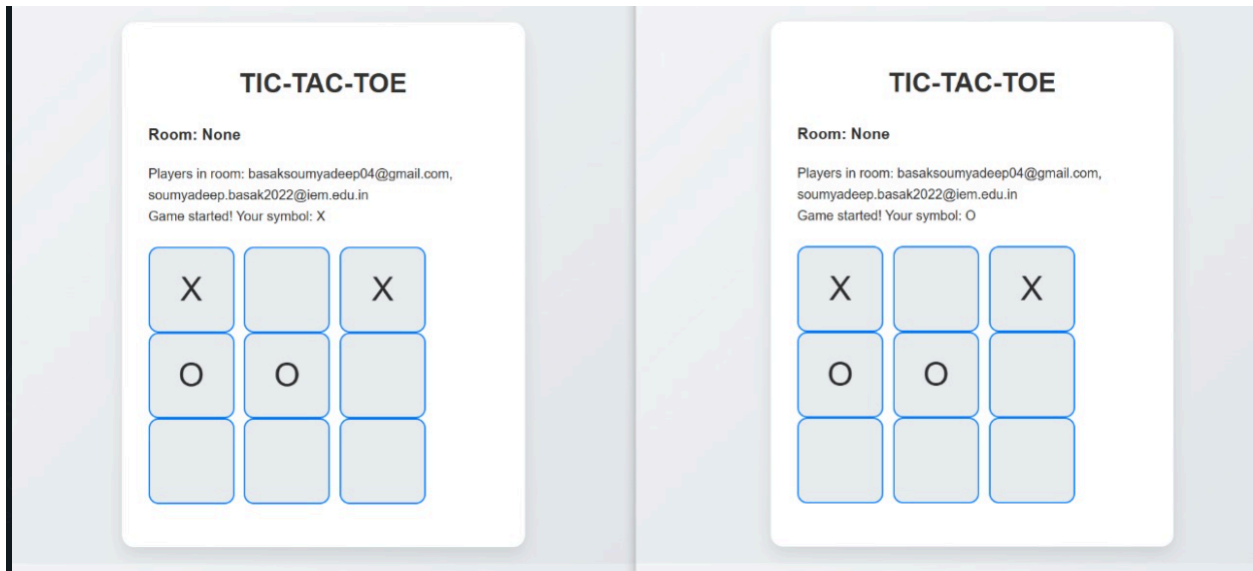 TIC-TAC-TOE
Room: None
Players in room: basaksoumyadeep04@gmail.com,
soumyadeep.basak2022@iem.edu.in
Game started! Your symbol: X
X X
O O
TIC-TAC-TOE
Room: None
Players in room: basaksoumyadeep04@gmail.com,
soumyadeep.basak2022@iem.edu.in
Game started! Your symbol: O
X X
O O